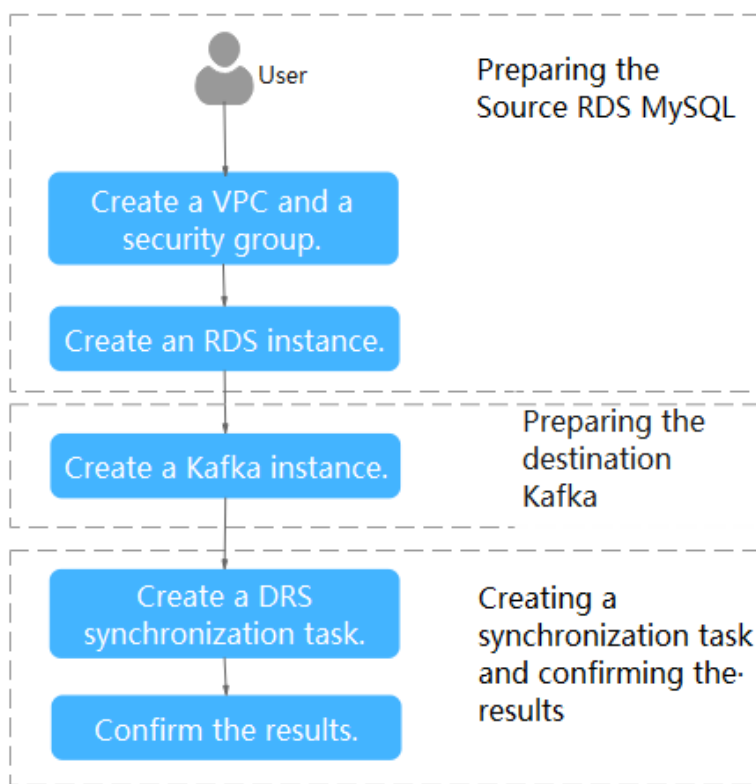 User
Preparing the
Source RDS MySQL
Create a VPC and a
security group.
Create an RDS instance.
Preparing the
destination
Kafka
Create a Kafka instance.
Create a DRS
synchronization task.
Creating a
synchronization task
and confirming the·
results
Confirm the results.